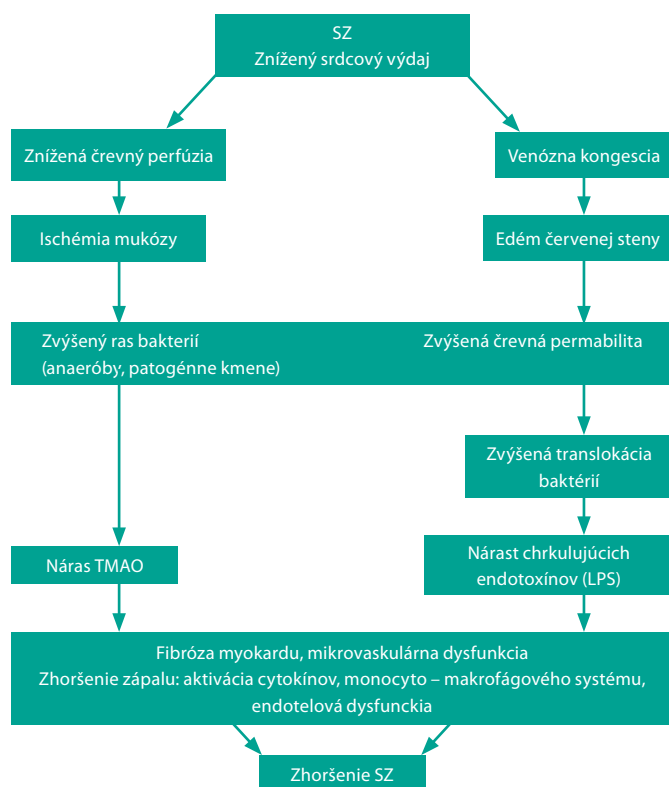 SZ
Znížený srdcový výdaj
Znížená črevný perfúzia
Venózna kongescia
Ischémia mukózy
Edém červenej steny
Zvýšený ras bakterií
(anaeróby, patogénne kmene)
Zvýšená črevná permabilita
Zvýšená translokácia
baktérií
Náras TMAO
Nárast chrkulujúcich
endotoxínov (LPS)
Fibróza myokardu, mikrovaskulárna dysfunkcia
Zhoršenie zápalu: aktivácia cytokínov, monocyto – makrofágového systému,
endotelová dysfunckia
Zhoršenie SZ